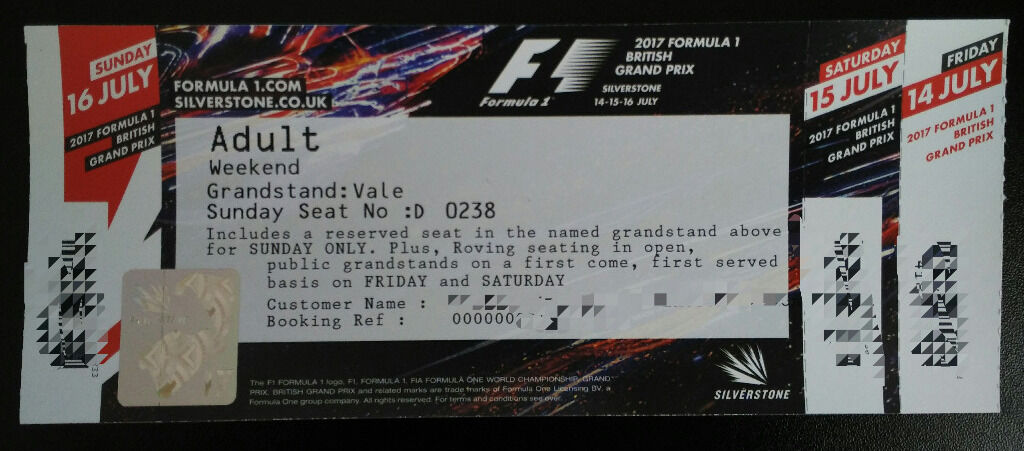 SUNDAY
16 JULY
2017 FORMULA 1
BRITISH
GRAND PRIX
FORMULA 1.COM
SILVERSTONE.CO.UK
F1
Formula 1
2017 FORMULA 1
BRITISH
GRAND PRIX
SILVERSTONE
14-15-16 JULY
Adult
Weekend
Grandstand:Vale
Sunday Seat No :D 0238
Includes a reserved seat in the named grandstand above
for SUNDAY ONLY. Plus, Roving seating in open,
public grandstands on a first come, first served
basis on FRIDAY and SATURDAY
Customer Name :
Booking Ref : 000000
The F1 FORMULA 1 logo, F1, FORMULA 1, FIA FORMULA ONE WORLD CHAMPIONSHIP, GRAND
PRIX, BRITISH GRAND PRIX and related marks are trade marks of Formula One Licensing BV, a
Formula One group company. All rights reserved. For terms and conditions see over.
SILVERSTONE
SATURDAY
15 JULY
2017 FORMULA 1
BRITISH
GRAND PRIX
FRIDAY
14 JULY
2017 FORMULA 1
BRITISH
GRAND PRIX